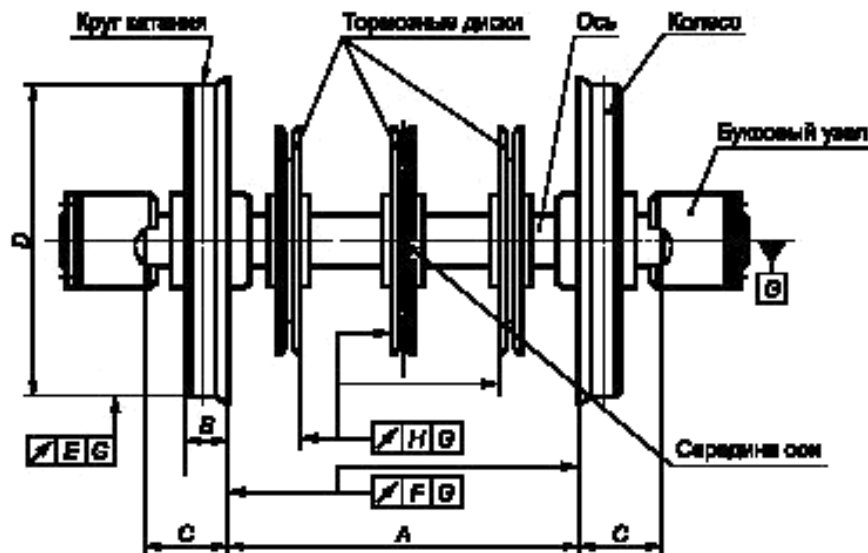 Круг катания
Тормозные диски
Ось
Колесо
Буксовый узел
D
G
B
E G
H G
Середина оси
F G
C
A
C